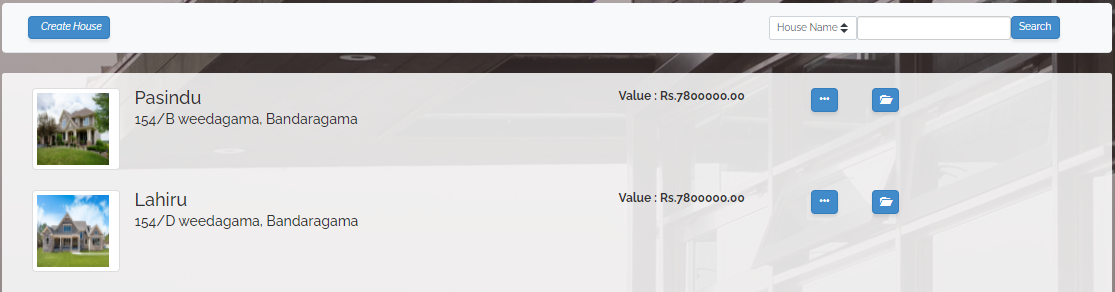 Create House
House Name
Search
Pasindu
Value : Rs.7800000.00
154/B weedagama, Bandaragama
Lahiru
Value : Rs.7800000.00
154/D weedagama, Bandaragama